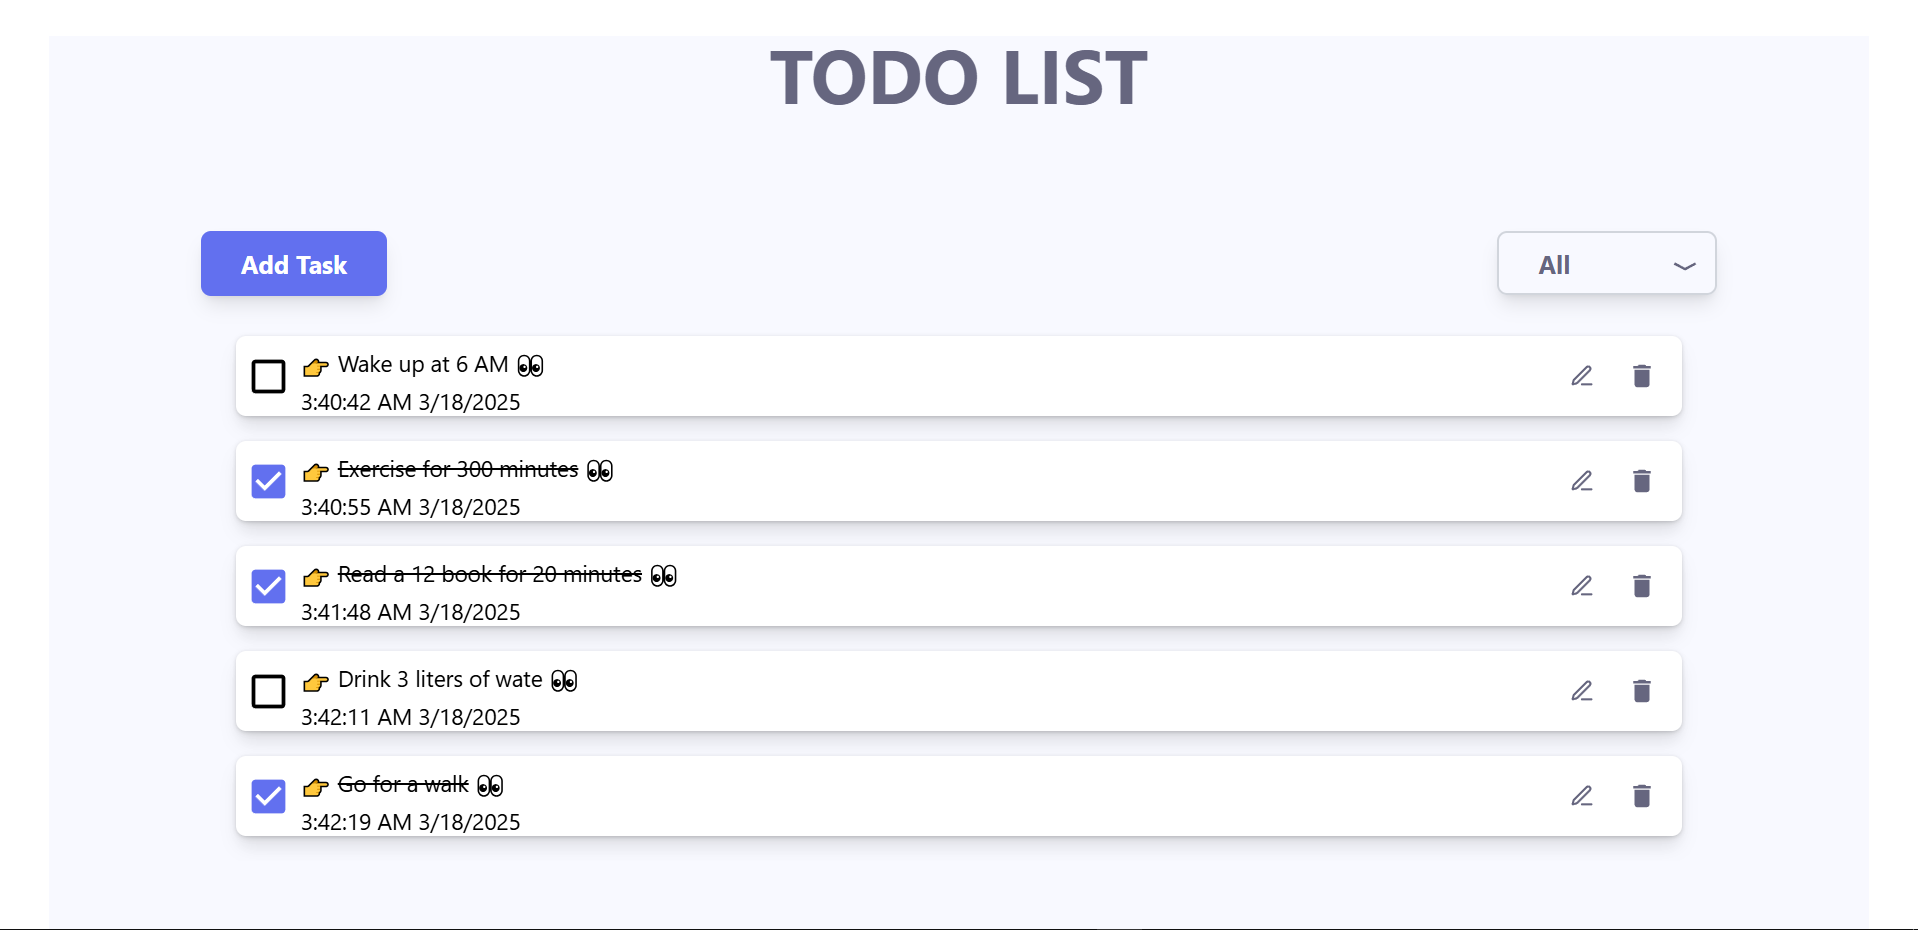 TODO LIST
Add Task
All
👉 Wake up at 6 AM 👀
3:40:42 AM 3/18/2025
👉 Exercise for 300 minutes 👀
3:40:55 AM 3/18/2025
👉 Read a 12 book for 20 minutes 👀
3:41:48 AM 3/18/2025
👉 Drink 3 liters of wate 👀
3:42:11 AM 3/18/2025
👉 Go for a walk 👀
3:42:19 AM 3/18/2025